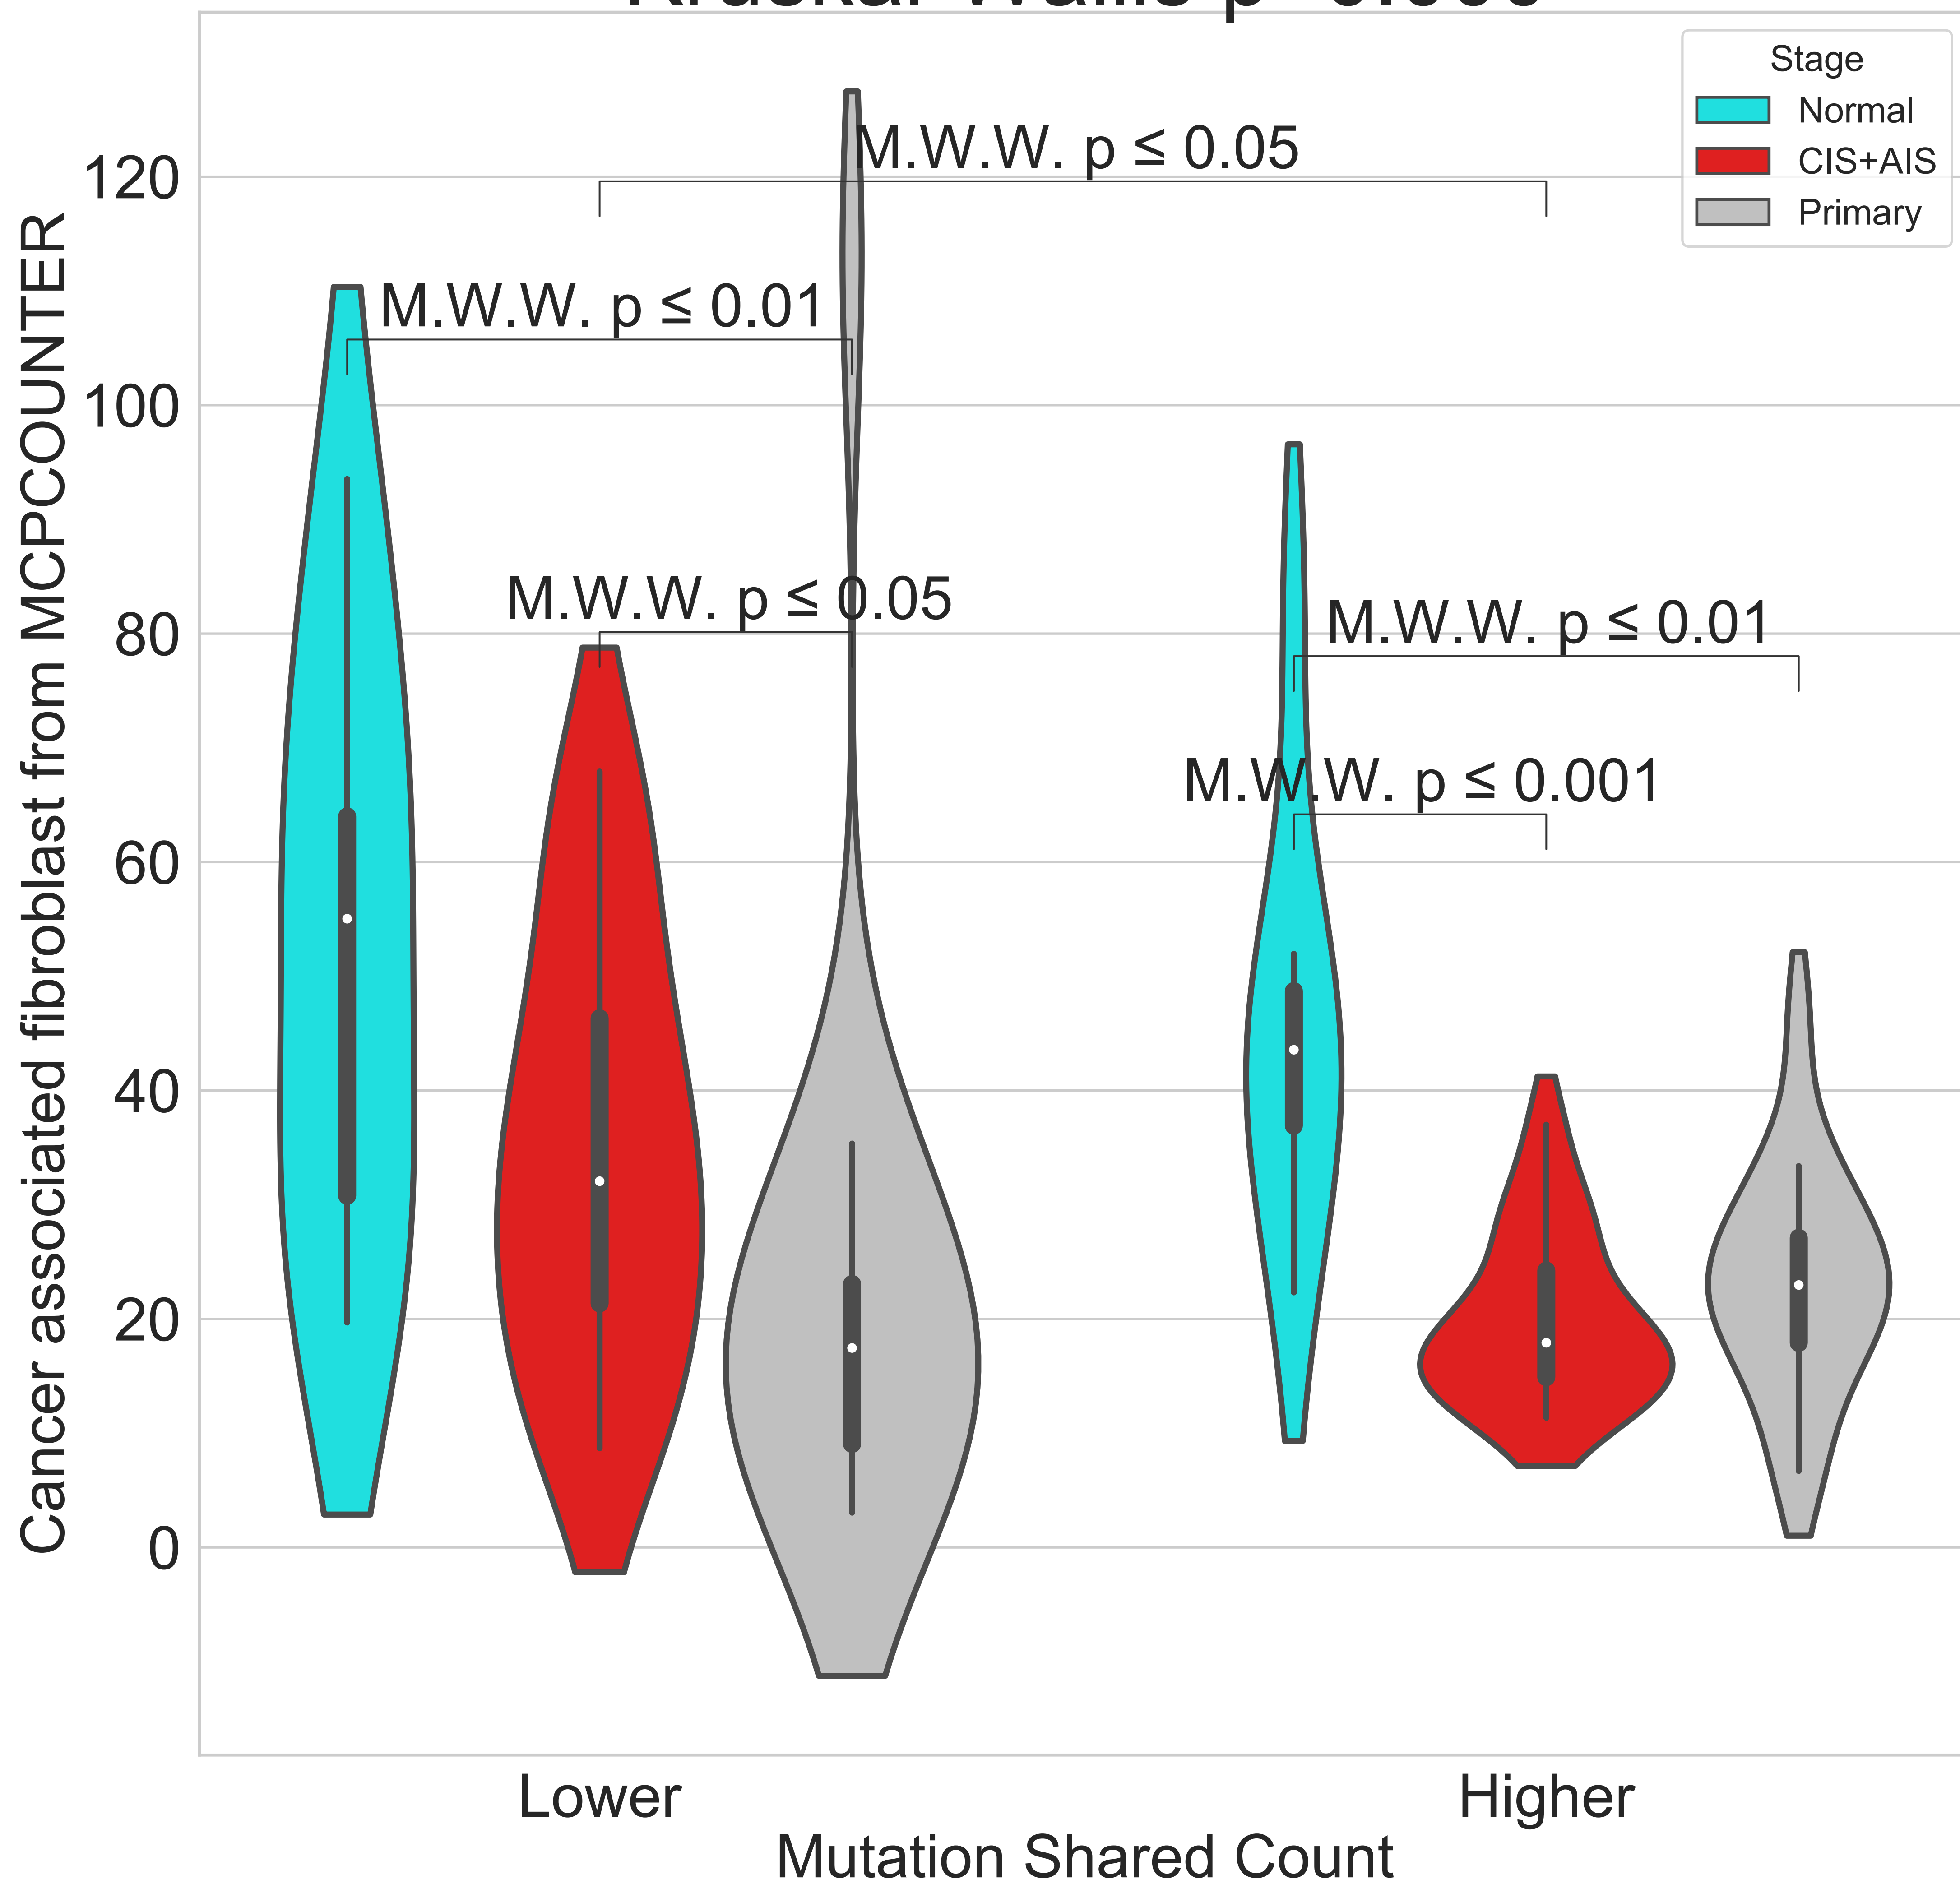 Stage
Normal
CIS+AIS
Primary
M.W.W. p ≤ 0.05
M.W.W. p ≤ 0.01
M.W.W. p ≤ 0.05
M.W.W. p ≤ 0.01
M.W.W. p ≤ 0.001
120
100
80
60
40
20
0
Cancer associated fibroblast from MCPCOUNTER
Lower
Higher
Mutation Shared Count